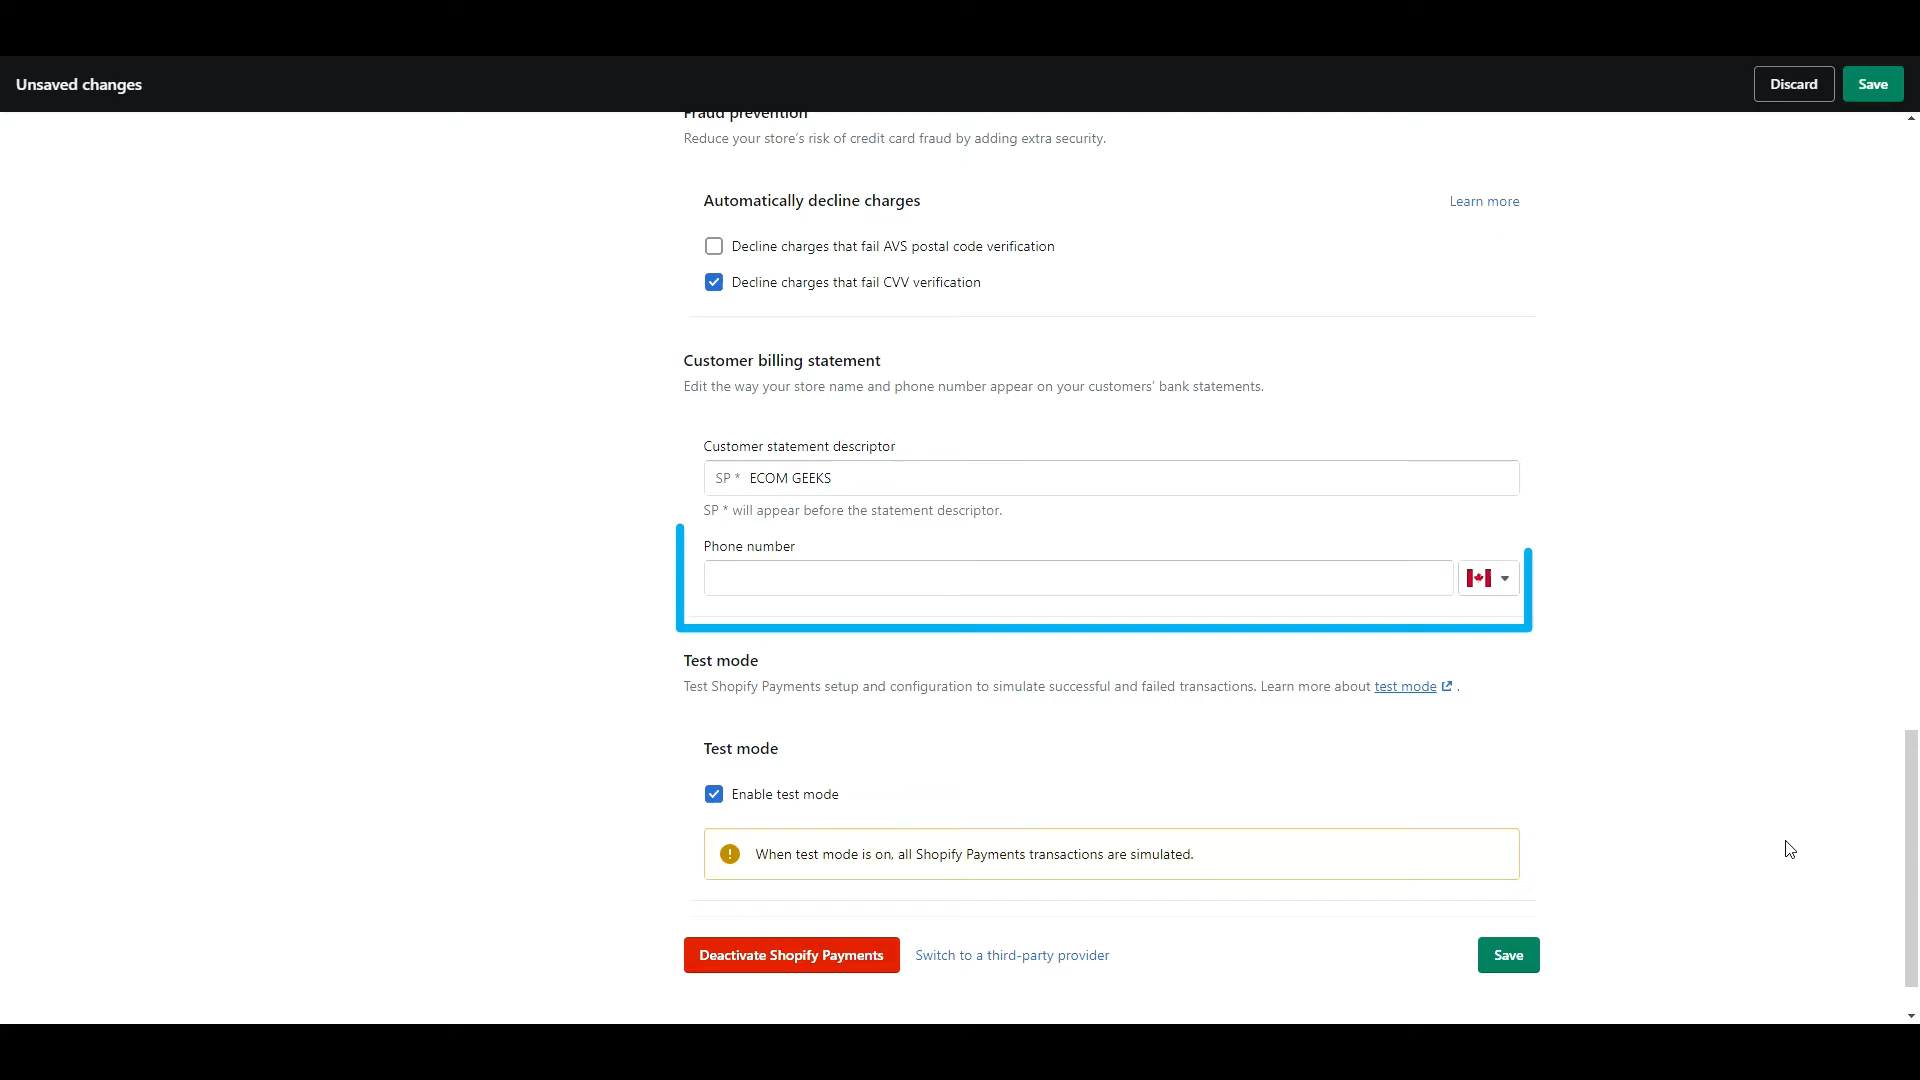 Unsaved changes
Discard
Save
Fraud prevention
Reduce your store's risk of credit card fraud by adding extra security.
Automatically decline charges
Learn more
Decline charges that fail AVS postal code verification
Decline charges that fail CVV verification
Customer billing statement
Edit the way your store name and phone number appear on your customers' bank statements.
Customer statement descriptor
SP * ECOM GEEKS
SP * will appear before the statement descriptor.
Phone number
Test mode
Test Shopify Payments setup and configuration to simulate successful and failed transactions. Learn more about test mode .
Test mode
Enable test mode
When test mode is on, all Shopify Payments transactions are simulated.
Deactivate Shopify Payments
Switch to a third-party provider
Save